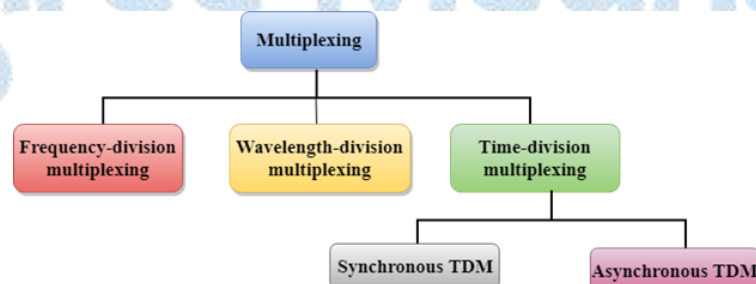 Multiplexing
Frequency-division
multiplexing
Wavelength-division
multiplexing
Time-division
multiplexing
Synchronous TDM
Asynchronous TDM